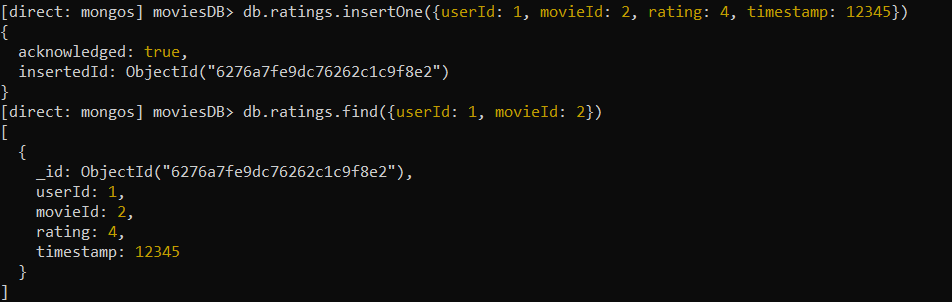 [direct: mongos] moviesDB> db.ratings.insertOne({userId: 1, movieId: 2, rating: 4, timestamp: 12345})
{
  acknowledged: true,
  insertedId: ObjectId("6276a7fe9dc76262c1c9f8e2")
}
[direct: mongos] moviesDB> db.ratings.find({userId: 1, movieId: 2})
[
  {
    _id: ObjectId("6276a7fe9dc76262c1c9f8e2"),
    userId: 1,
    movieId: 2,
    rating: 4,
    timestamp: 12345
  }
]